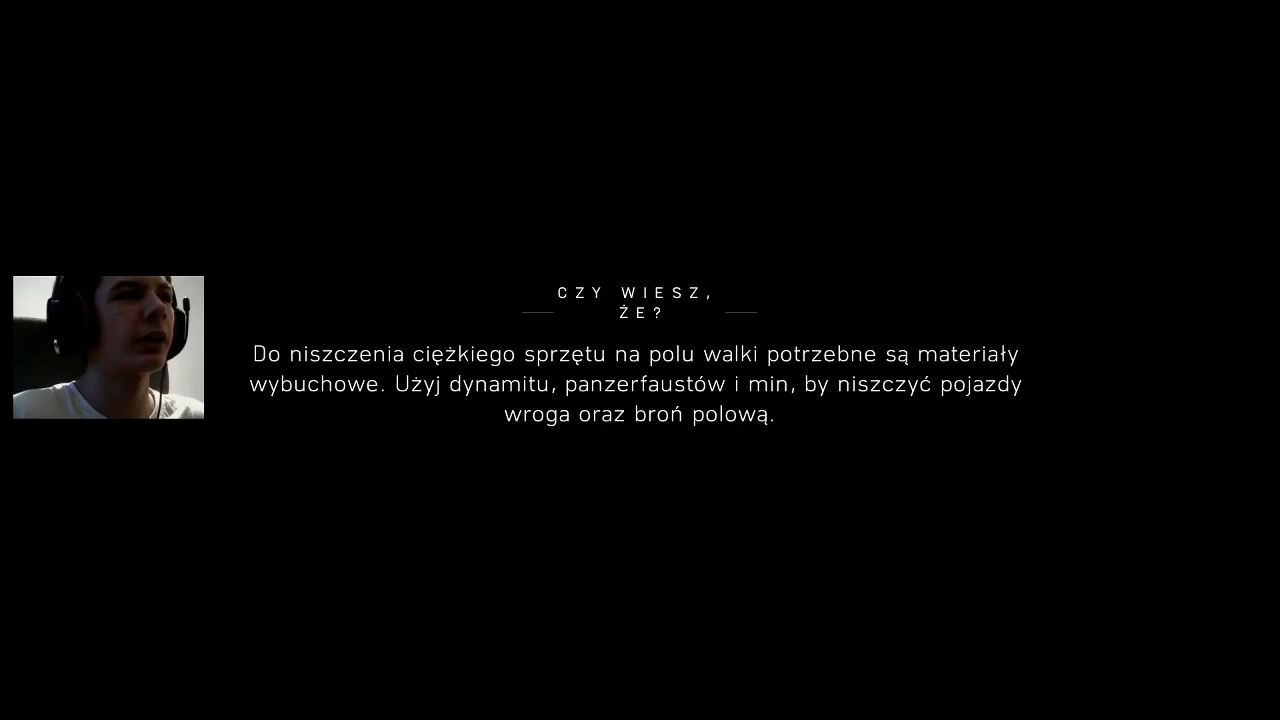 CZY WIESZ,
ŻE?
Do niszczenia ciężkiego sprzętu na polu walki potrzebne są materiały
wybuchowe. Użyj dynamitu, panzerfaustów i min, by niszczyć pojazdy
wroga oraz broń polową.